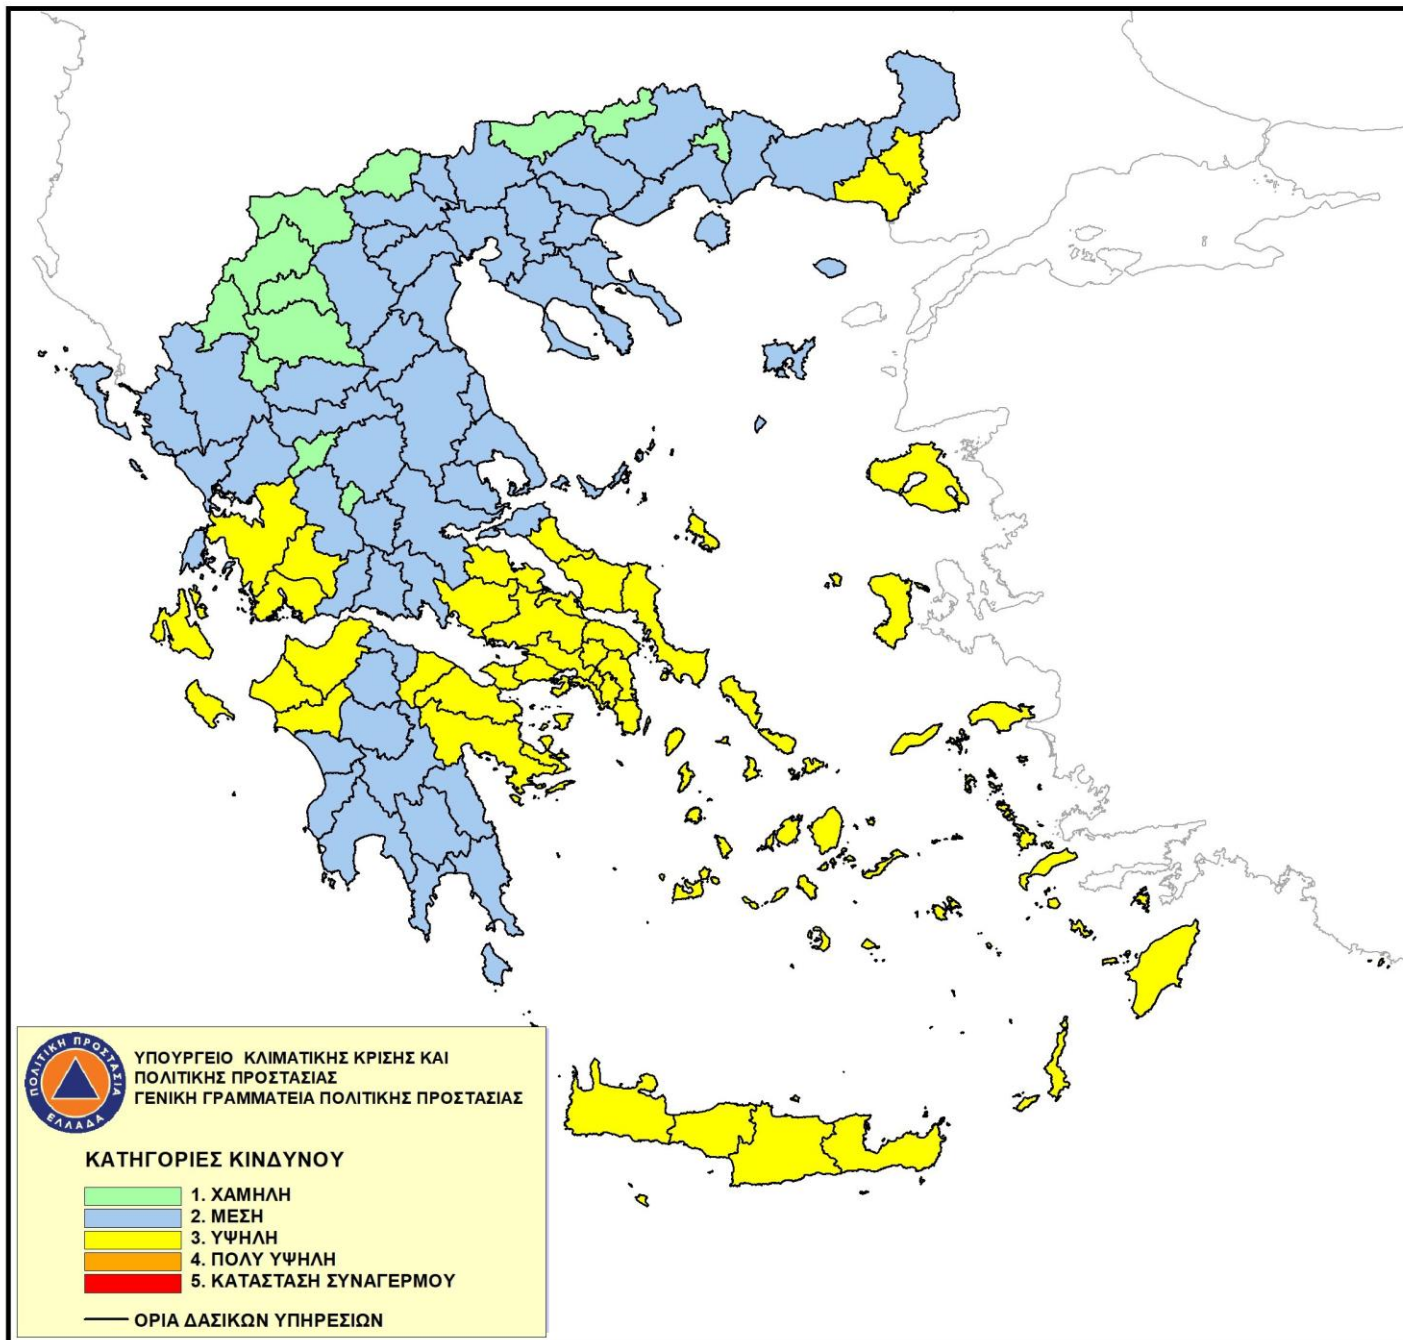 ΠΟΛΙΤΙΚΗ ΠΡΟΣΤΑΣΙΑ
ΕΛΛΑΔΑ
ΥΠΟΥΡΓΕΙΟ ΚΛΙΜΑΤΙΚΗΣ ΚΡΙΣΗΣ ΚΑΙ
ΠΟΛΙΤΙΚΗΣ ΠΡΟΣΤΑΣΙΑΣ
ΓΕΝΙΚΗ ΓΡΑΜΜΑΤΕΙΑ ΠΟΛΙΤΙΚΗΣ ΠΡΟΣΤΑΣΙΑΣ
ΚΑΤΗΓΟΡΙΕΣ ΚΙΝΔΥΝΟΥ
1. ΧΑΜΗΛΗ
2. ΜΕΣΗ
3. ΥΨΗΛΗ
4. ΠΟΛΥ ΥΨΗΛΗ
5. ΚΑΤΑΣΤΑΣΗ ΣΥΝΑΓΕΡΜΟΥ
ΟΡΙΑ ΔΑΣΙΚΩΝ ΥΠΗΡΕΣΙΩΝ